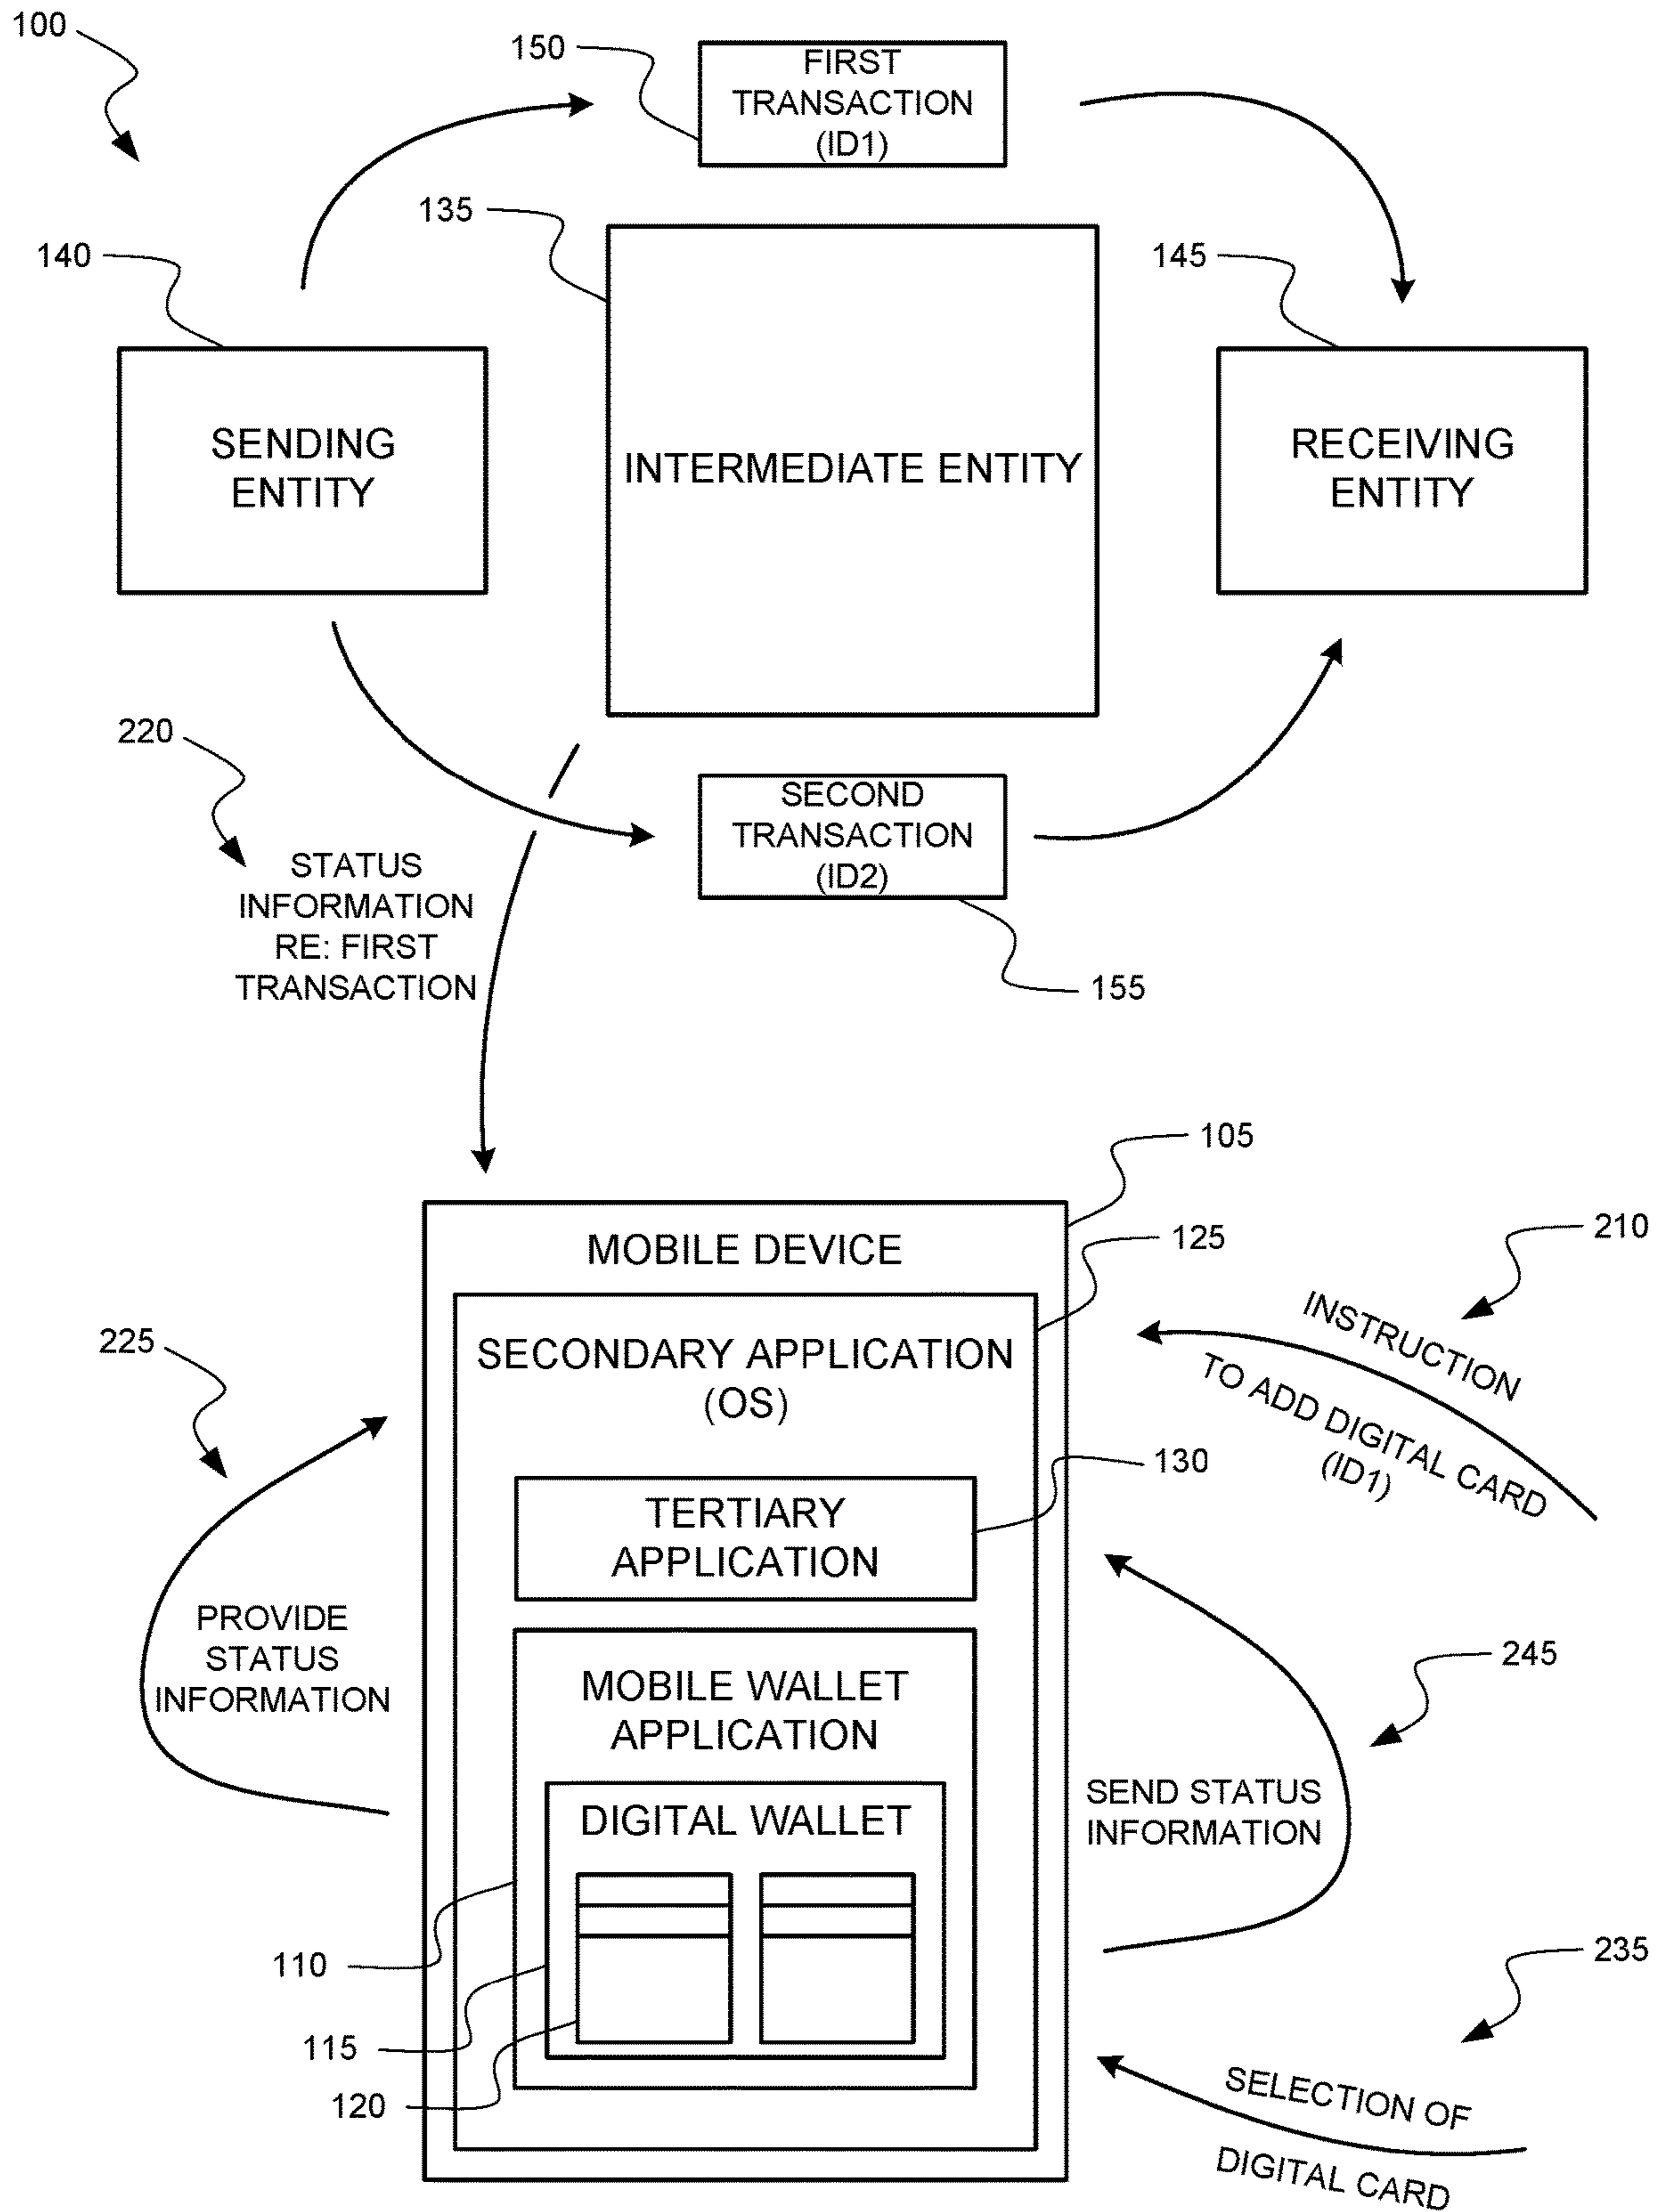 100
150
FIRST
TRANSACTION
(ID1)
135
140
145
SENDING
ENTITY
INTERMEDIATE ENTITY
RECEIVING
ENTITY
220
STATUS
INFORMATION
RE: FIRST
TRANSACTION
SECOND
TRANSACTION
(ID2)
155
105
125
210
MOBILE DEVICE
INSTRUCTION
TO ADD DIGITAL CARD
(ID1)
225
SECONDARY APPLICATION
(OS)
130
TERTIARY
APPLICATION
PROVIDE
STATUS
INFORMATION
MOBILE WALLET
APPLICATION
245
SEND STATUS
INFORMATION
DIGITAL WALLET
110
115
120
235
SELECTION OF
DIGITAL CARD